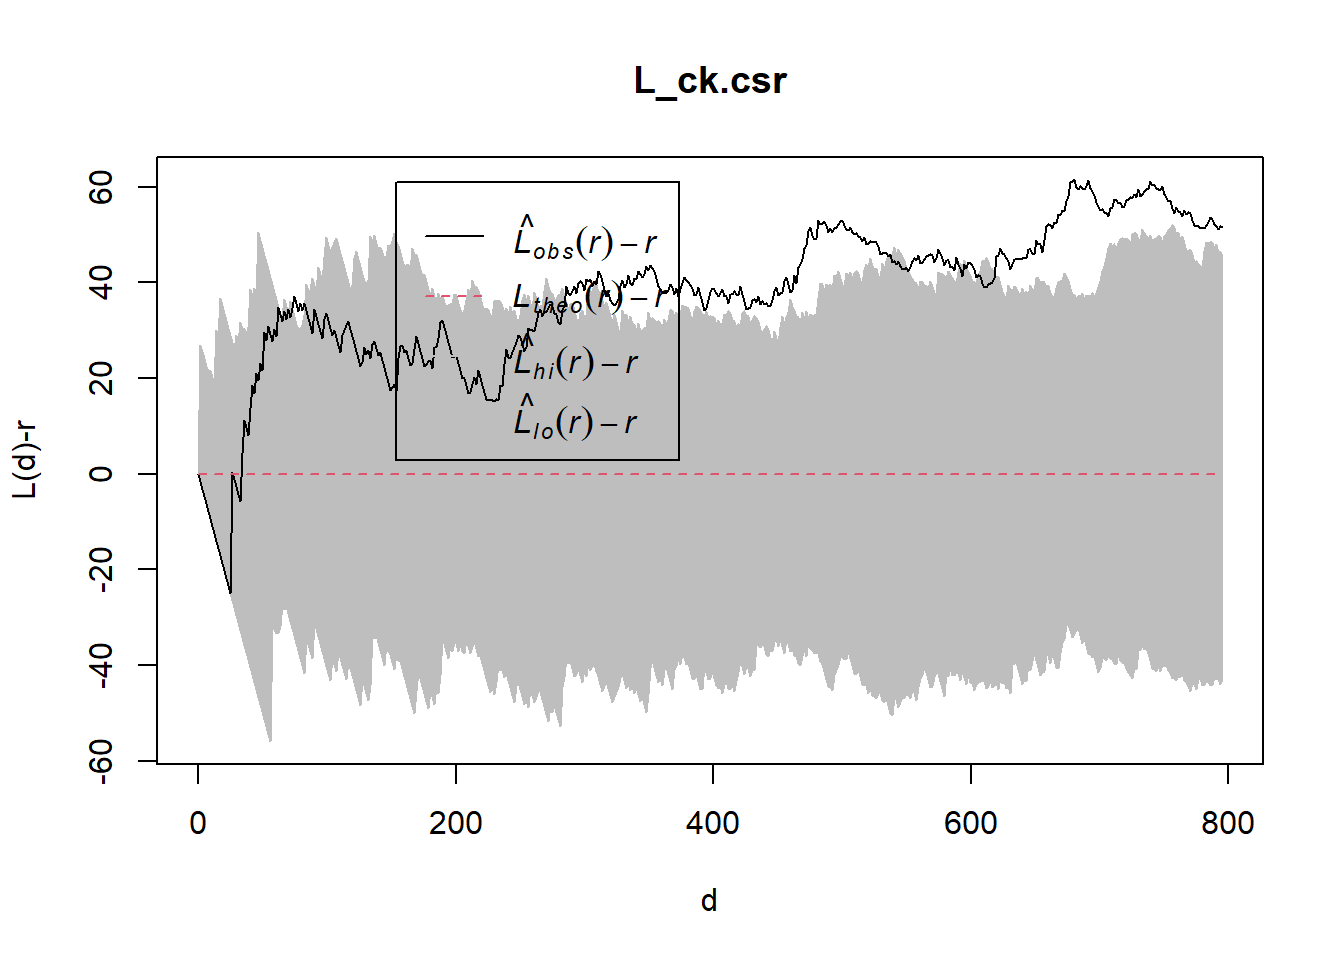 L_ck.csr
L(d)-r
60
40
20
0
-20
-40
-60
L̂obs(r) – r
Ltheo(r) – r
L̂hi(r) – r
L̂lo(r) – r
0 200 400 600 800
d